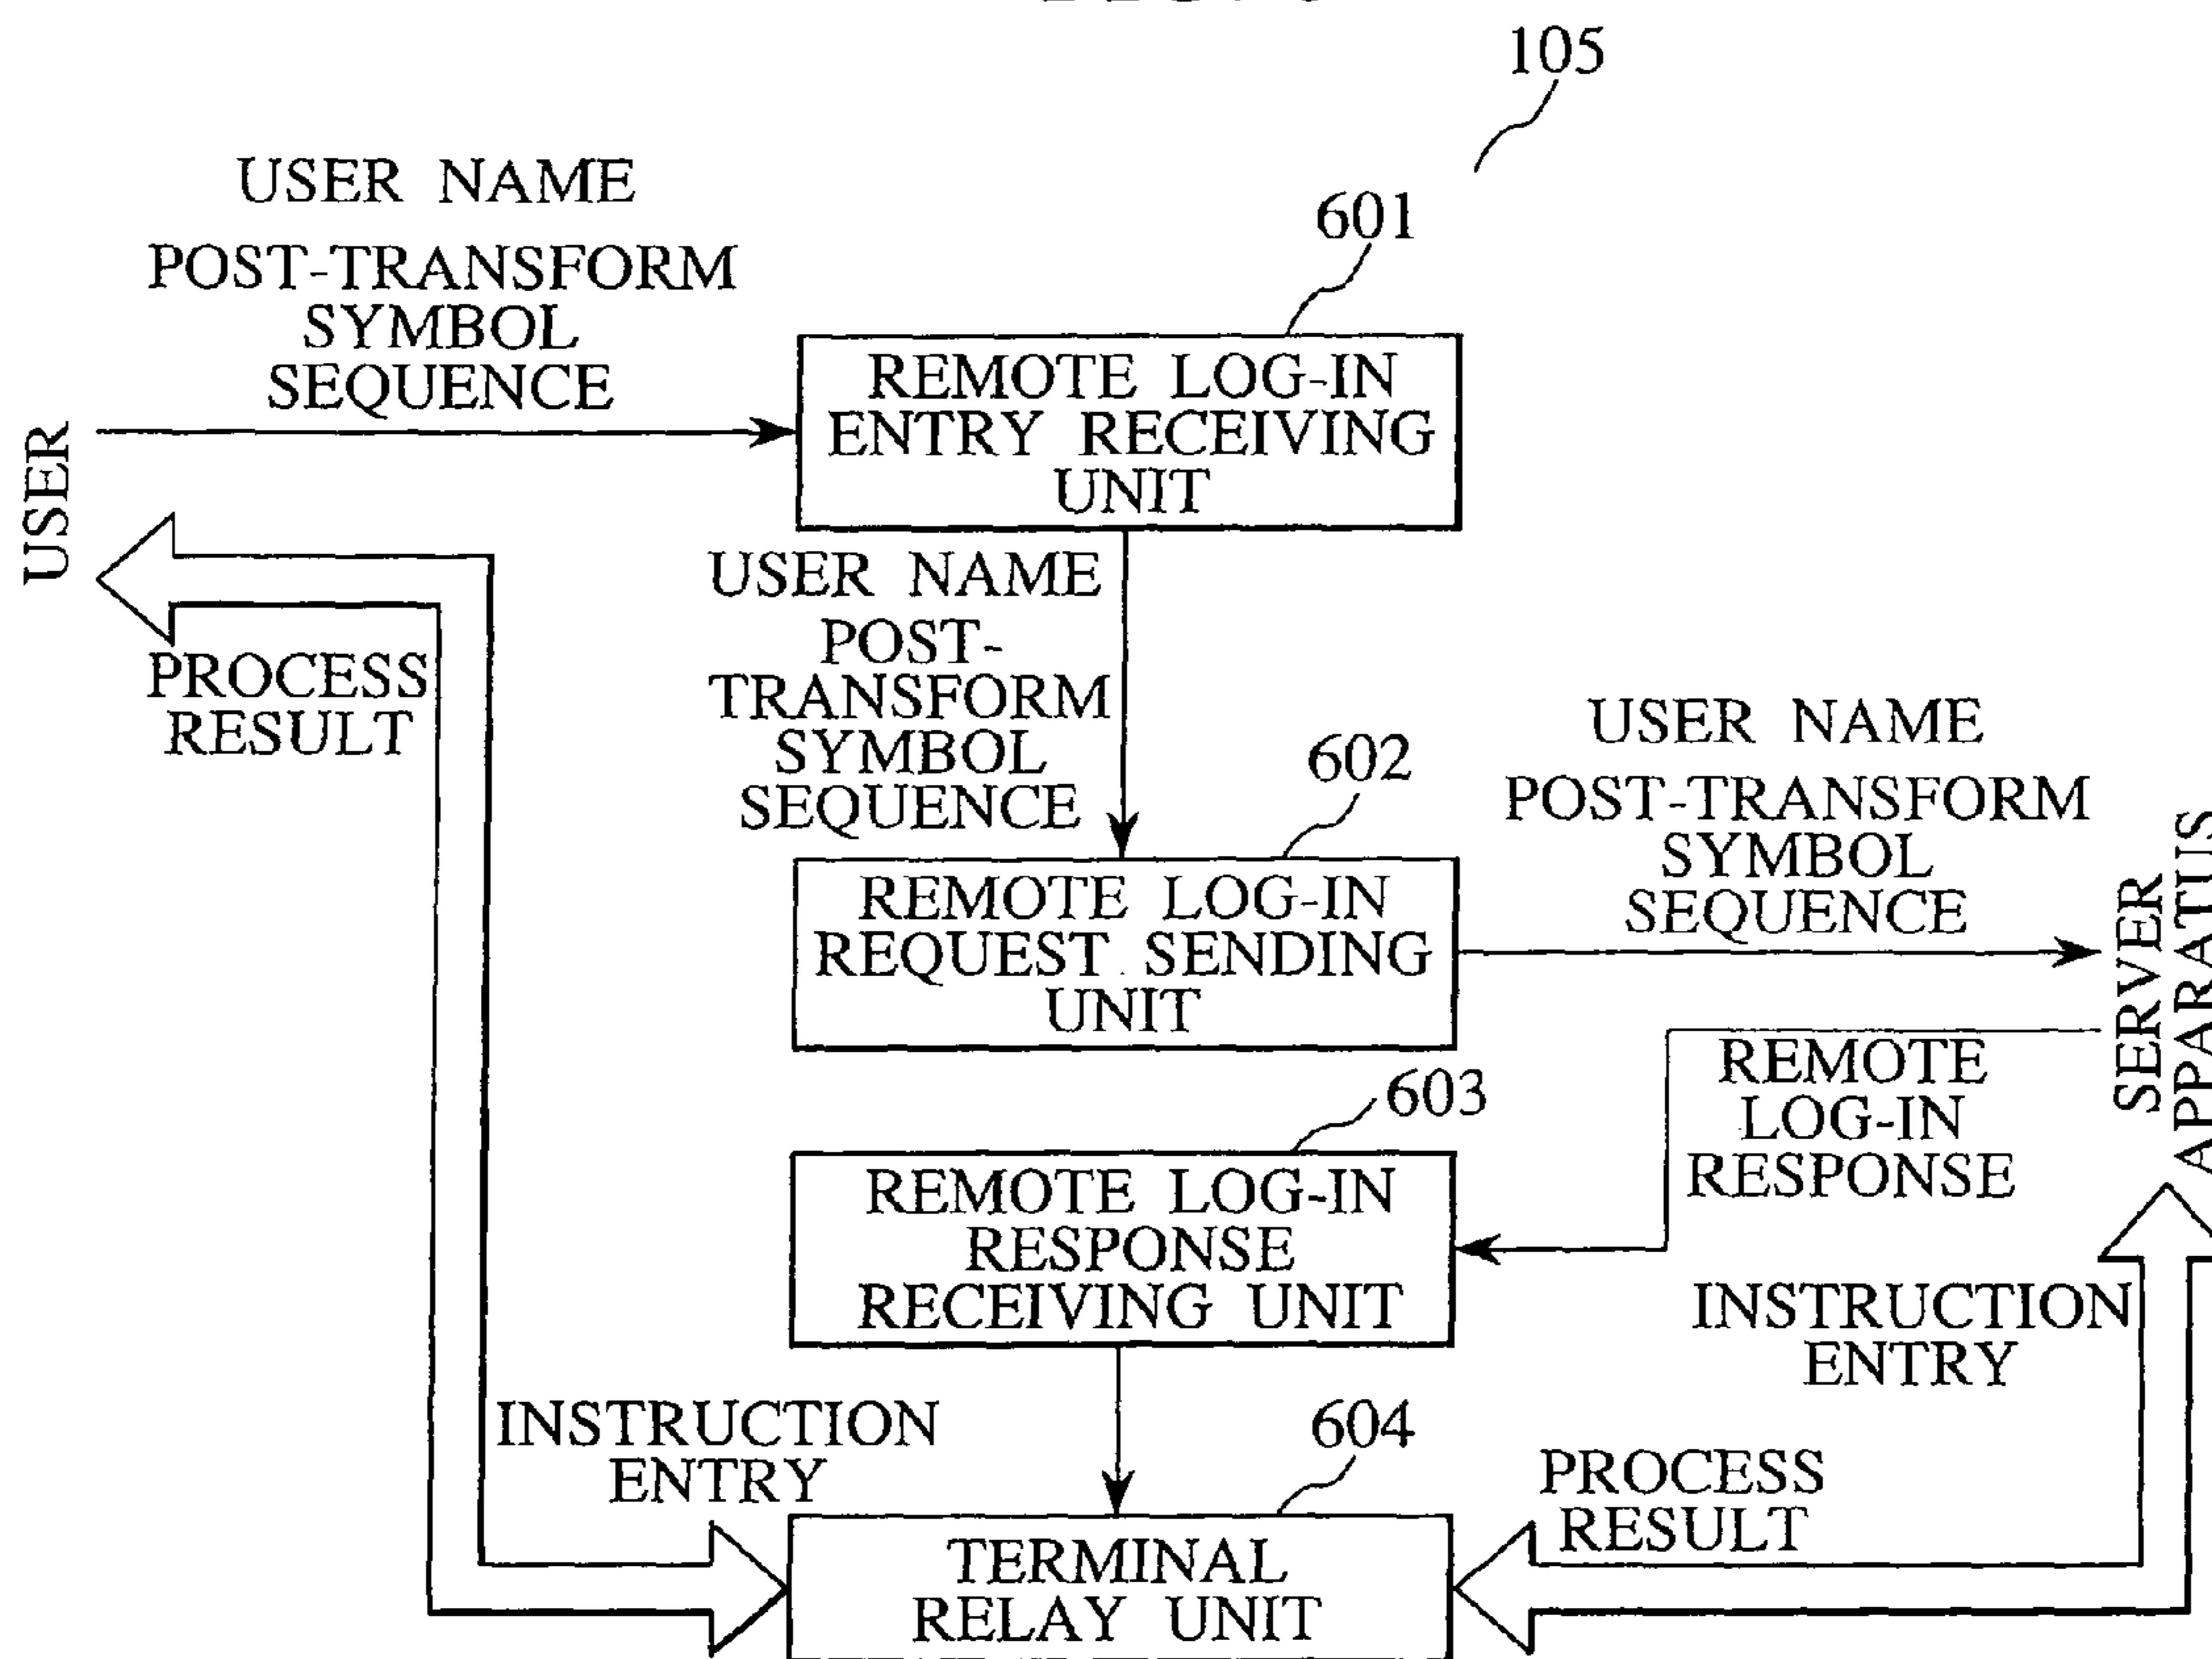 105
USER NAME
POST-TRANSFORM
SYMBOL
SEQUENCE
601
REMOTE LOG-IN
ENTRY RECEIVING
UNIT
USER
PROCESS
RESULT
USER NAME
POST-
TRANSFORM
SYMBOL
SEQUENCE
602
REMOTE LOG-IN
REQUEST SENDING
UNIT
USER NAME
POST-TRANSFORM
SYMBOL
SEQUENCE
SERVER
APPARATUS
REMOTE
LOG-IN
RESPONSE
603
REMOTE LOG-IN
RESPONSE
RECEIVING UNIT
INSTRUCTION
ENTRY
INSTRUCTION
ENTRY
604
PROCESS
RESULT
TERMINAL
RELAY UNIT